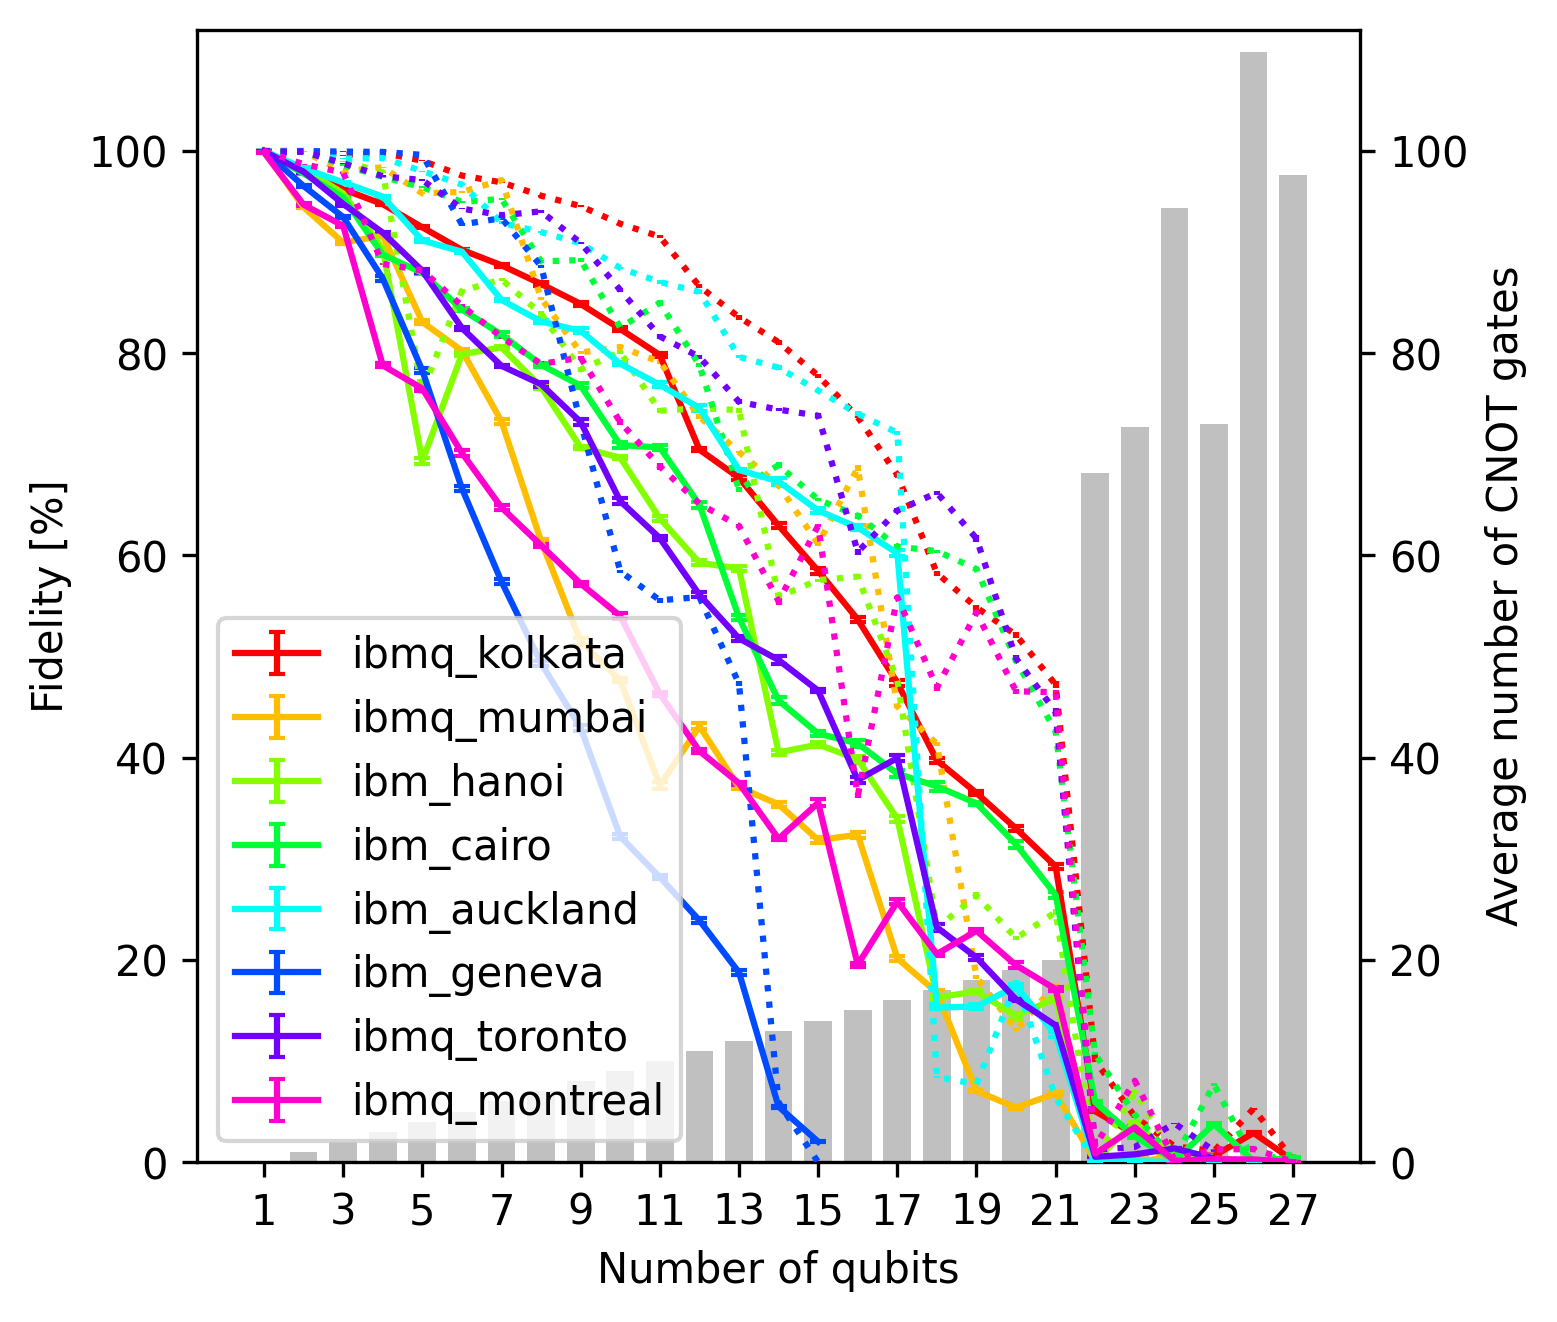 Fidelity [%]
100
80
60
40
20
0
ibmq_kolkata
ibmq_mumbai
ibm_hanoi
ibm_cairo
ibm_auckland
ibm_geneva
ibmq_toronto
ibmq_montreal
1 3 5 7 9 11 13 15 17 19 21 23 25 27
Number of qubits
100
80
60
40
20
0
Average number of CNOT gates